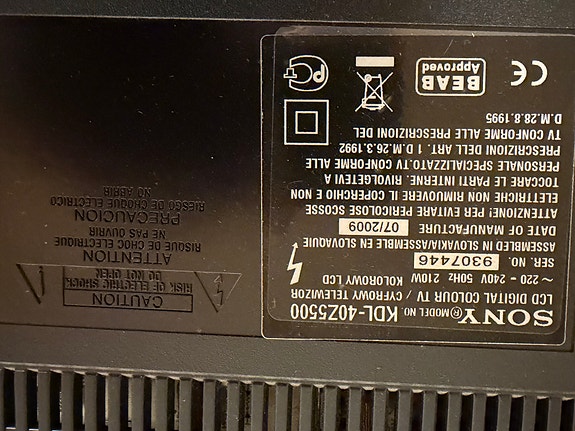 SONY ® MODEL NO. KDL-40Z5500
LCD DIGITAL COLOUR TV / CYFROWY TELEWIZOR
KOLOROWY LCD
~ 220 - 240V 50Hz 210W
SER. NO. 9307446
ASSEMBLED IN SLOVAKIA/ASSEMBLÉ EN SLOVAQUIE
DATE OF MANUFACTURE 07/2009
ATTENZIONE! PER EVITARE PERICOLOSE SCOSSE
ELETTRICHE NON RIMUOVERE IL COPERCHIO E NON
TOCCARE LE PARTI INTERNE. RIVOLGETEVI A
PERSONALE SPECIALIZZATO.TV CONFORME ALLE
PRESCRIZIONI DELL' ART. 1 D.M.26.3.1992
TV CONFORME ALLE PRESCRIZIONI DEL
D.M.28.8.1995
CE
BEAB
Approved
CAUTION
RISK OF ELECTRIC SHOCK
DO NOT OPEN
ATTENTION
RISQUE DE CHOC ELECTRIQUE
NE PAS OUVRIR
PRECAUCION
RIESGO DE CHOQUE ELECTRICO
NO ABRIR